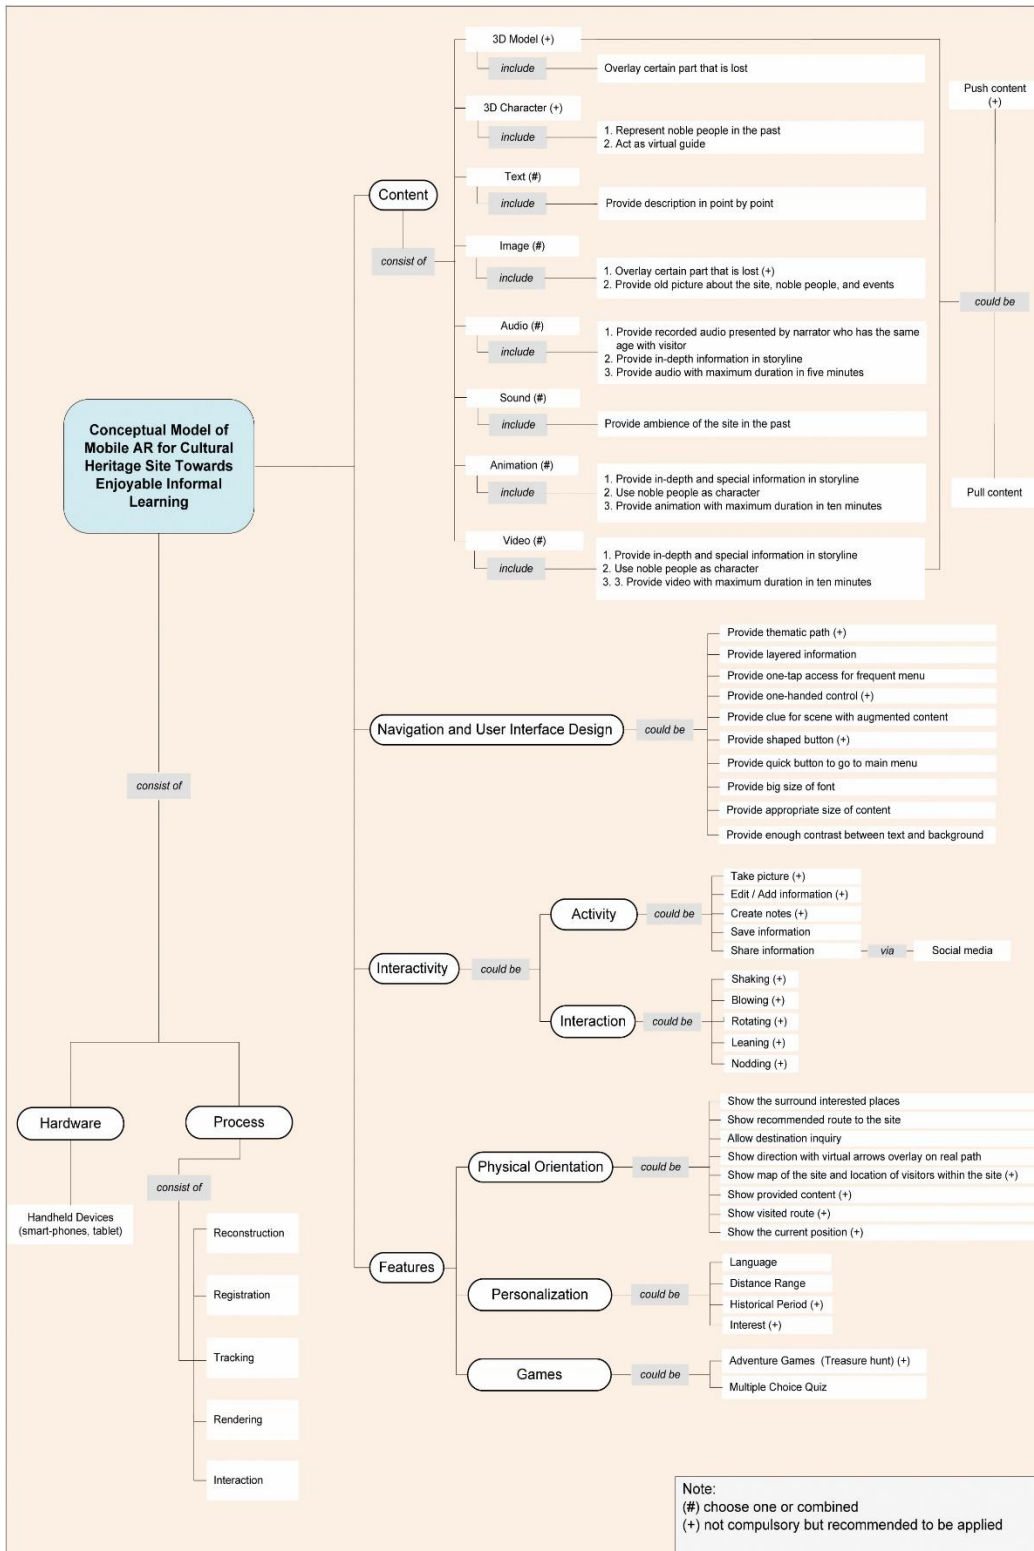 Conceptual Model of
Mobile AR for Cultural
Heritage Site Towards
Enjoyable Informal
Learning
consist of
Hardware
Handheld Devices
(smart-phones, tablet)
Process
consist of
Reconstruction
Registration
Tracking
Rendering
Interaction
Content
consist of
3D Model (+)
include
Overlay certain part that is lost
3D Character (+)
include
1. Represent noble people in the past
2. Act as virtual guide
Text (#)
include
Provide description in point by point
Image (#)
include
1. Overlay certain part that is lost (+)
2. Provide old picture about the site, noble people, and events
Audio (#)
include
1. Provide recorded audio presented by narrator who has the same
age with visitor
2. Provide in-depth information in storyline
3. Provide audio with maximum duration in five minutes
Sound (#)
include
Provide ambience of the site in the past
Animation (#)
include
1. Provide in-depth and special information in storyline
2. Use noble people as character
3. Provide animation with maximum duration in ten minutes
Video (#)
include
1. Provide in-depth and special information in storyline
2. Use noble people as character
3. 3. Provide video with maximum duration in ten minutes
could be
Push content
(+)
Pull content
Navigation and User Interface Design
could be
Provide thematic path (+)
Provide layered information
Provide one-tap access for frequent menu
Provide one-handed control (+)
Provide clue for scene with augmented content
Provide shaped button (+)
Provide quick button to go to main menu
Provide big size of font
Provide appropriate size of content
Provide enough contrast between text and background
Interactivity
could be
Activity
could be
Take picture (+)
Edit / Add information (+)
Create notes (+)
Save information
Share information
via
Social media
Interaction
could be
Shaking (+)
Blowing (+)
Rotating (+)
Leaning (+)
Nodding (+)
Features
Physical Orientation
could be
Show the surround interested places
Show recommended route to the site
Allow destination inquiry
Show direction with virtual arrows overlay on real path
Show map of the site and location of visitors within the site (+)
Show provided content (+)
Show visited route (+)
Show the current position (+)
Personalization
could be
Language
Distance Range
Historical Period (+)
Interest (+)
Games
could be
Adventure Games (Treasure hunt) (+)
Multiple Choice Quiz
Note:
(#) choose one or combined
(+) not compulsory but recommended to be applied